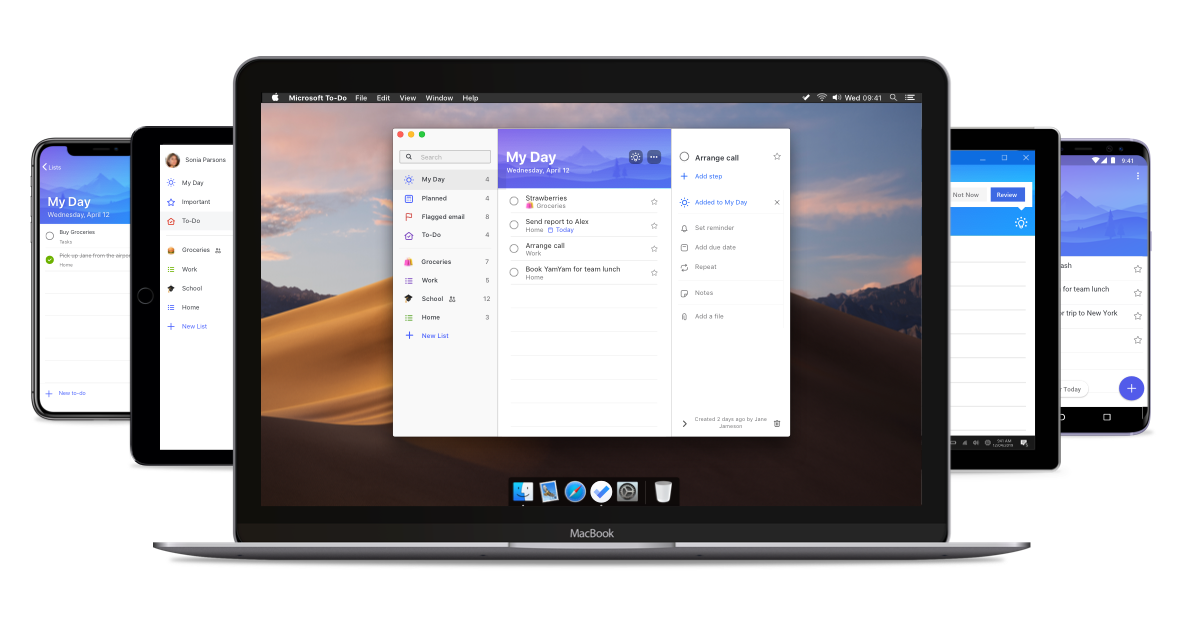 Lists
My Day
Wednesday, April 12
Buy Groceries
Tasks
Pick up Jane from the airpor
Home
New to-do
Sonia Parsons
My Day
Important
To-Do
Groceries
Work
School
Home
New List
Microsoft To-Do File Edit View Window Help
Wed 09:41
Search
My Day 4
Planned 4
Flagged email 8
To-Do 4
Groceries 7
Work 5
School 12
Home 3
New List
My Day
Wednesday, April 12
Strawberries
Groceries
Send report to Alex
Home Today
Arrange call
Work
Book YamYam for team lunch
Home
Arrange call
Add step
Added to My Day
Set reminder
Add due date
Repeat
Notes
Add a file
Created 2 days ago by Jane
Jameson
MacBook
Not Now Review
9:41
ash
for team lunch
r trip to New York
r Today